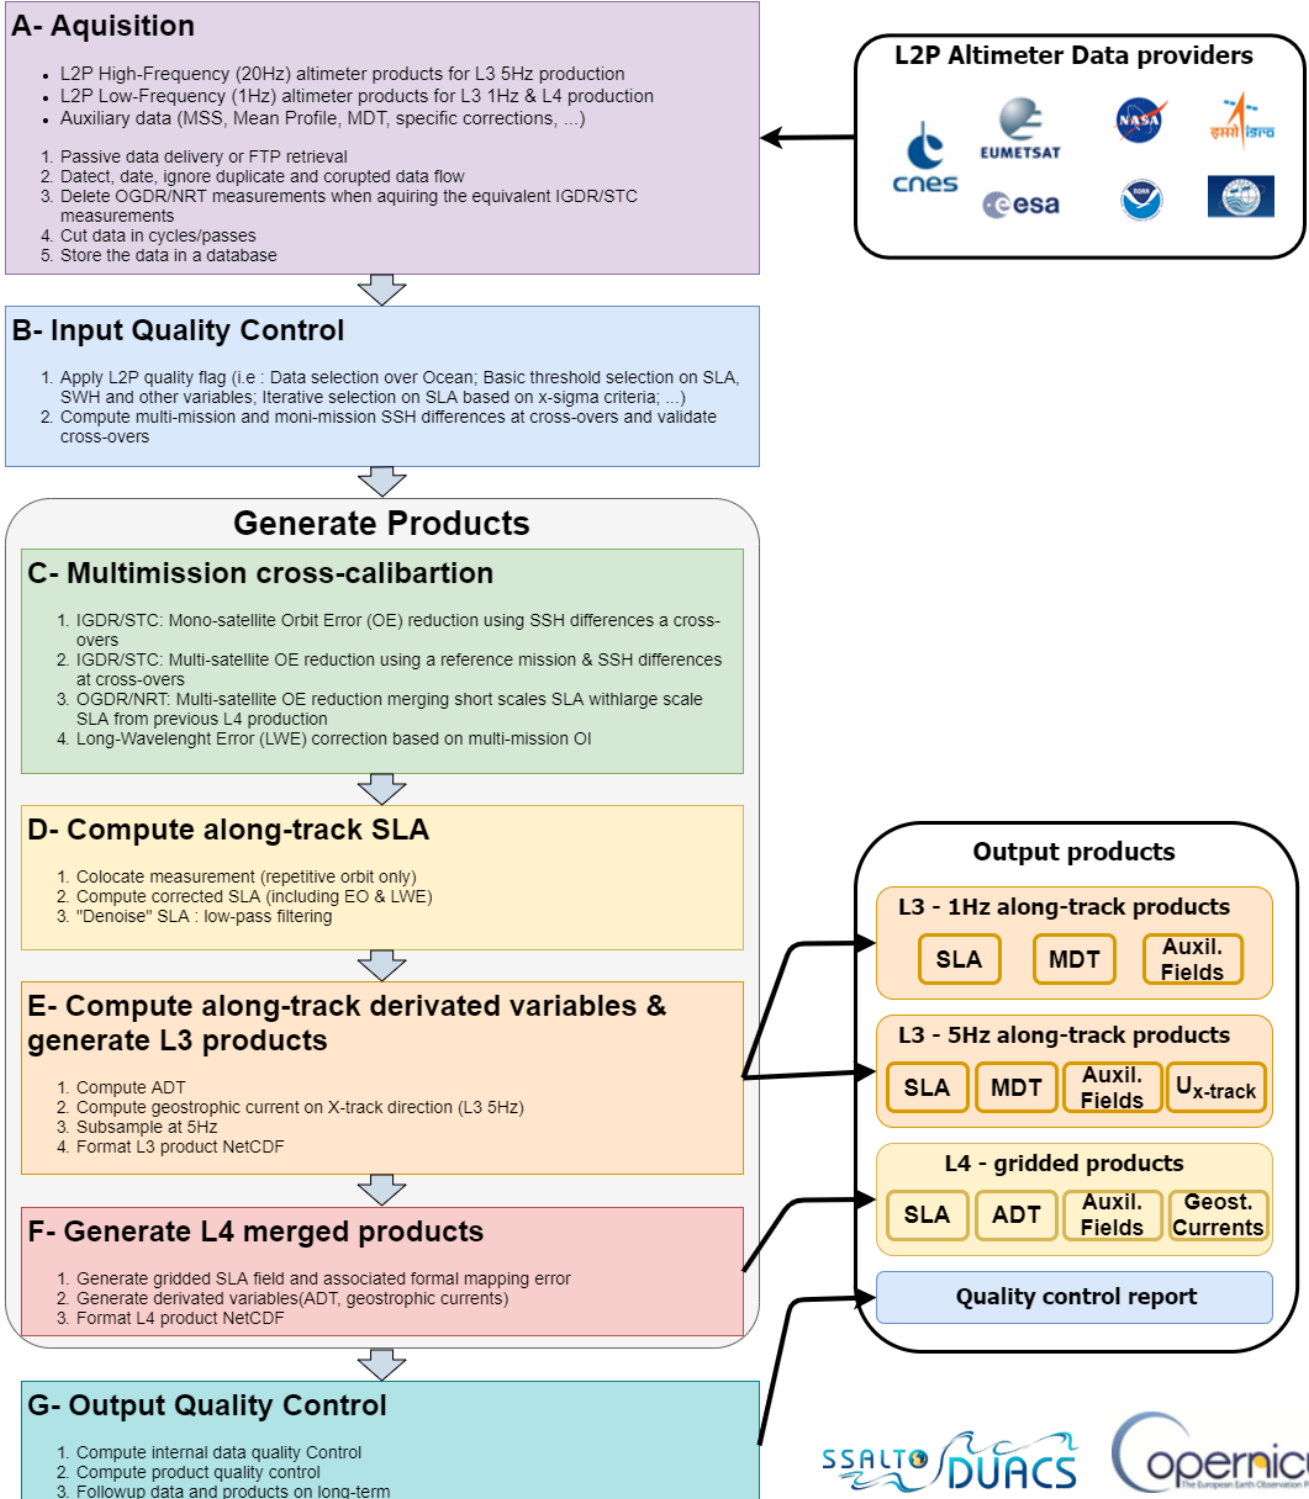 A- Aquisition
• L2P High-Frequency (20Hz) altimeter products for L3 5Hz production
• L2P Low-Frequency (1Hz) altimeter products for L3 1Hz & L4 production
• Auxiliary data (MSS, Mean Profile, MDT, specific corrections, ...)
1. Passive data delivery or FTP retrieval
2. Datect, date, ignore duplicate and corupted data flow
3. Delete OGDR/NRT measurements when aquiring the equivalent IGDR/STC
measurements
4. Cut data in cycles/passes
5. Store the data in a database
L2P Altimeter Data providers
cnes
EUMETSAT
esa
NASA
NOAA
इसरो isro
B- Input Quality Control
1. Apply L2P quality flag (i.e : Data selection over Ocean; Basic threshold selection on SLA,
SWH and other variables; Iterative selection on SLA based on x-sigma criteria; ...)
2. Compute multi-mission and moni-mission SSH differences at cross-overs and validate
cross-overs
Generate Products
C- Multimission cross-calibartion
1. IGDR/STC: Mono-satellite Orbit Error (OE) reduction using SSH differences a cross-
overs
2. IGDR/STC: Multi-satellite OE reduction using a reference mission & SSH differences
at cross-overs
3. OGDR/NRT: Multi-satellite OE reduction merging short scales SLA withlarge scale
SLA from previous L4 production
4. Long-Wavelenght Error (LWE) correction based on multi-mission OI
D- Compute along-track SLA
1. Colocate measurement (repetitive orbit only)
2. Compute corrected SLA (including EO & LWE)
3. "Denoise" SLA : low-pass filtering
E- Compute along-track derivated variables &
generate L3 products
1. Compute ADT
2. Compute geostrophic current on X-track direction (L3 5Hz)
3. Subsample at 5Hz
4. Format L3 product NetCDF
F- Generate L4 merged products
1. Generate gridded SLA field and associated formal mapping error
2. Generate derived variables(ADT, geostrophic currents)
3. Format L4 product NetCDF
G- Output Quality Control
1. Compute internal data quality Control
2. Compute product quality control
3. Followup data and products on long-term
Output products
L3 - 1Hz along-track products
SLA
MDT
Auxil.
Fields
L3 - 5Hz along-track products
SLA
MDT
Auxil.
Fields
Ux-track
L4 - gridded products
SLA
ADT
Auxil.
Fields
Geost.
Currents
Quality control report
SSALTO
DUACS
Copernicu
The European Earth Observation P